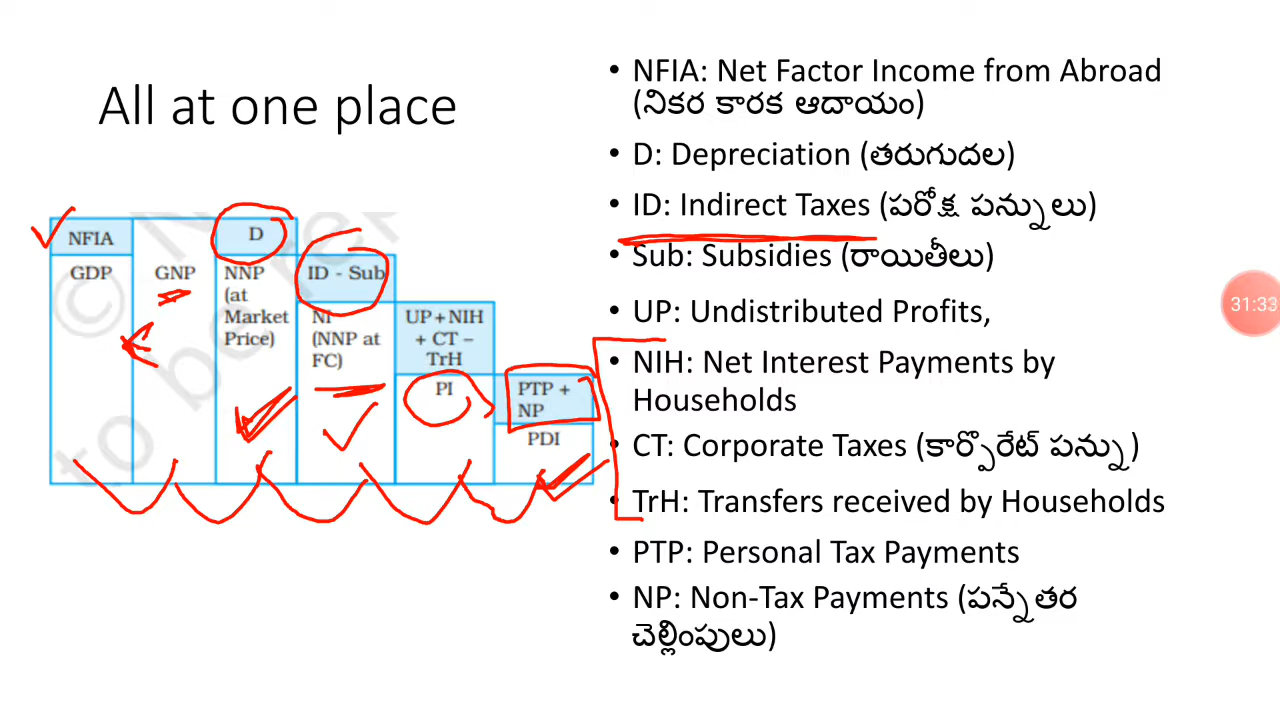 All at one place
NFIA
GDP
GNP
D
NNP
(at
Market
Price)
ID - Sub
NI
(NNP at
FC)
UP + NIH
+ CT –
TrH
PI
PTP +
NP
PDI
© N
to be re
• NFIA: Net Factor Income from Abroad
(నికర కారక ఆదాయం)
• D: Depreciation (తరుగుదల)
• ID: Indirect Taxes (పరోక్ష పన్నులు)
• Sub: Subsidies (రాయితీలు)
• UP: Undistributed Profits,
• NIH: Net Interest Payments by
Households
• CT: Corporate Taxes (కార్పొరేట్ పన్ను)
• TrH: Transfers received by Households
• PTP: Personal Tax Payments
• NP: Non-Tax Payments (పన్నేతర
చెల్లింపులు)
31:33